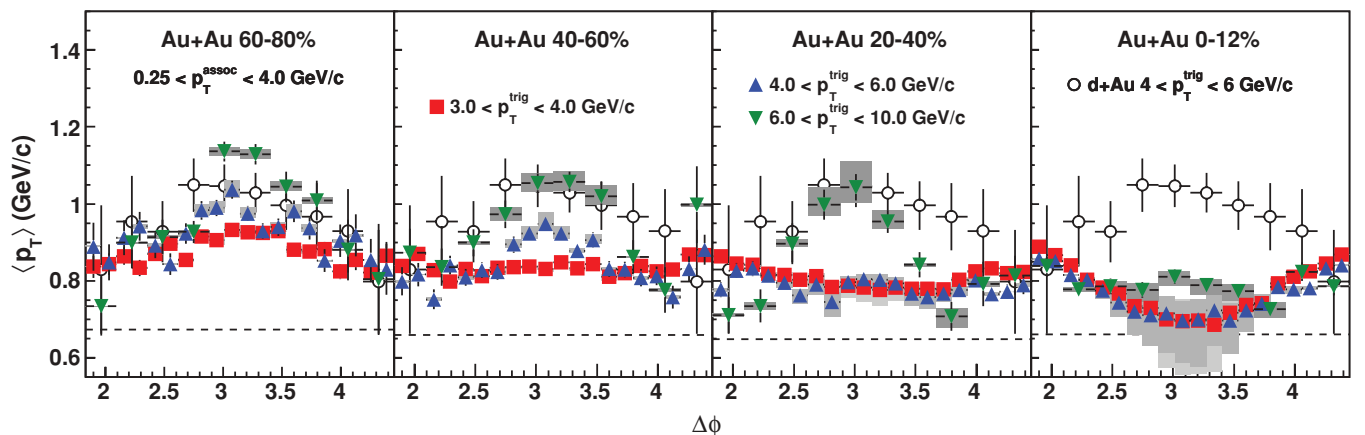 Au+Au 60-80%
0.25 < p_T^assoc < 4.0 GeV/c
Au+Au 40-60%
3.0 < p_T^trig < 4.0 GeV/c
Au+Au 20-40%
4.0 < p_T^trig < 6.0 GeV/c
6.0 < p_T^trig < 10.0 GeV/c
Au+Au 0-12%
d+Au 4 < p_T^trig < 6 GeV/c
⟨p_T⟩ (GeV/c)
1.4
1.2
1
0.8
0.6
2 2.5 3 3.5 4 2 2.5 3 3.5 4 2 2.5 3 3.5 4 2 2.5 3 3.5 4
Δϕ